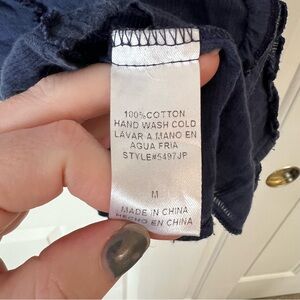 100%COTTON
HAND WASH COLD
LAVAR A MANO EN
AGUA FRIA
STYLE#5497JP
M
MADE IN CHINA
HECHO EN CHINA